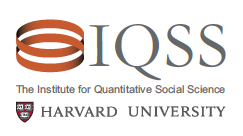 IQSS
The Institute for Quantitative Social Science
HARVARD UNIVERSITY